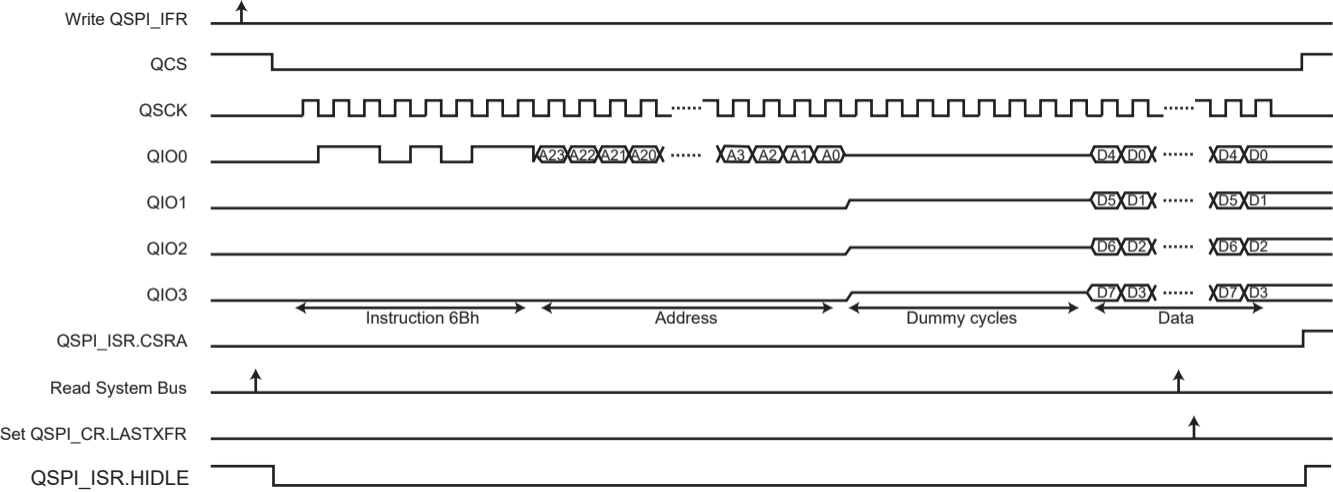 Write QSPI_IFR
QCS
QSCK
QIO0 A23 A22 A21 A20 A3 A2 A1 A0 D4 D0 D4 D0
QIO1 D5 D1 D5 D1
QIO2 D6 D2 D6 D2
QIO3 D7 D3 D7 D3
Instruction 6Bh Address Dummy cycles Data
QSPI_ISR.CSRA
Read System Bus
Set QSPI_CR.LASTXFR
QSPI_ISR.HIDLE